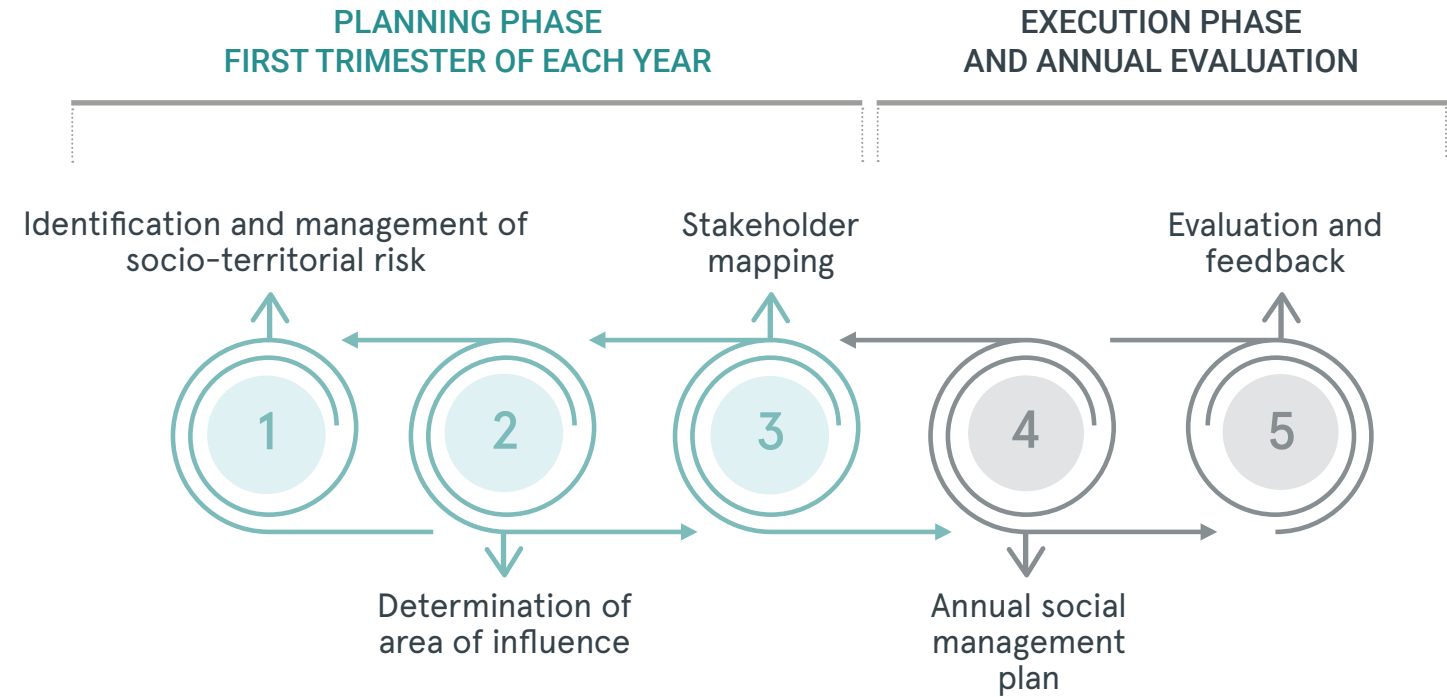 PLANNING PHASE
FIRST TRIMESTER OF EACH YEAR
EXECUTION PHASE
AND ANNUAL EVALUATION
Identification and management of
socio-territorial risk
Stakeholder
mapping
Evaluation and
feedback
1
2
3
4
5
Determination of
area of influence
Annual social
management
plan